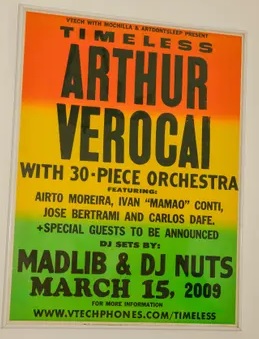 VTECH WITH MOCHILLA & ARTDONTSLEEP PRESENT
TIMELESS
ARTHUR
VEROCAI
WITH 30-PIECE ORCHESTRA
FEATURING:
AIRTO MOREIRA, IVAN "MAMAO" CONTI,
JOSE BERTRAMI AND CARLOS DAFE.
+SPECIAL GUESTS TO BE ANNOUNCED
DJ SETS BY:
MADLIB & DJ NUTS
MARCH 15, 2009
FOR MORE INFORMATION
WWW.VTECHPHONES.COM/TIMELESS